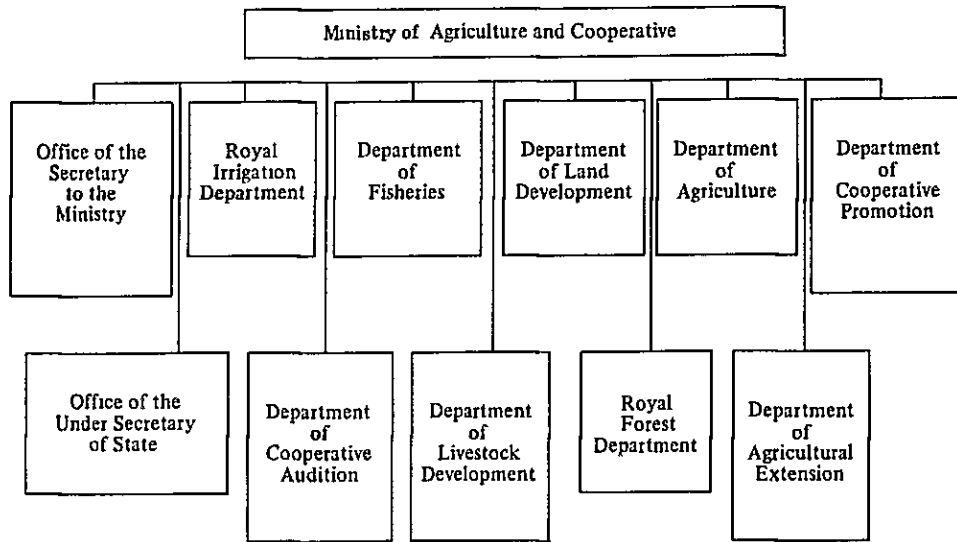 Ministry of Agriculture and Cooperative
Office of the
Secretary
to the
Ministry
Royal
Irrigation
Department
Department
of
Fisheries
Department
of Land
Development
Department
of
Agriculture
Department
of
Cooperative
Promotion
Office of the
Under Secretary
of State
Department
of
Cooperative
Audition
Department
of
Livestock
Development
Royal
Forest
Department
Department
of
Agricultural
Extension